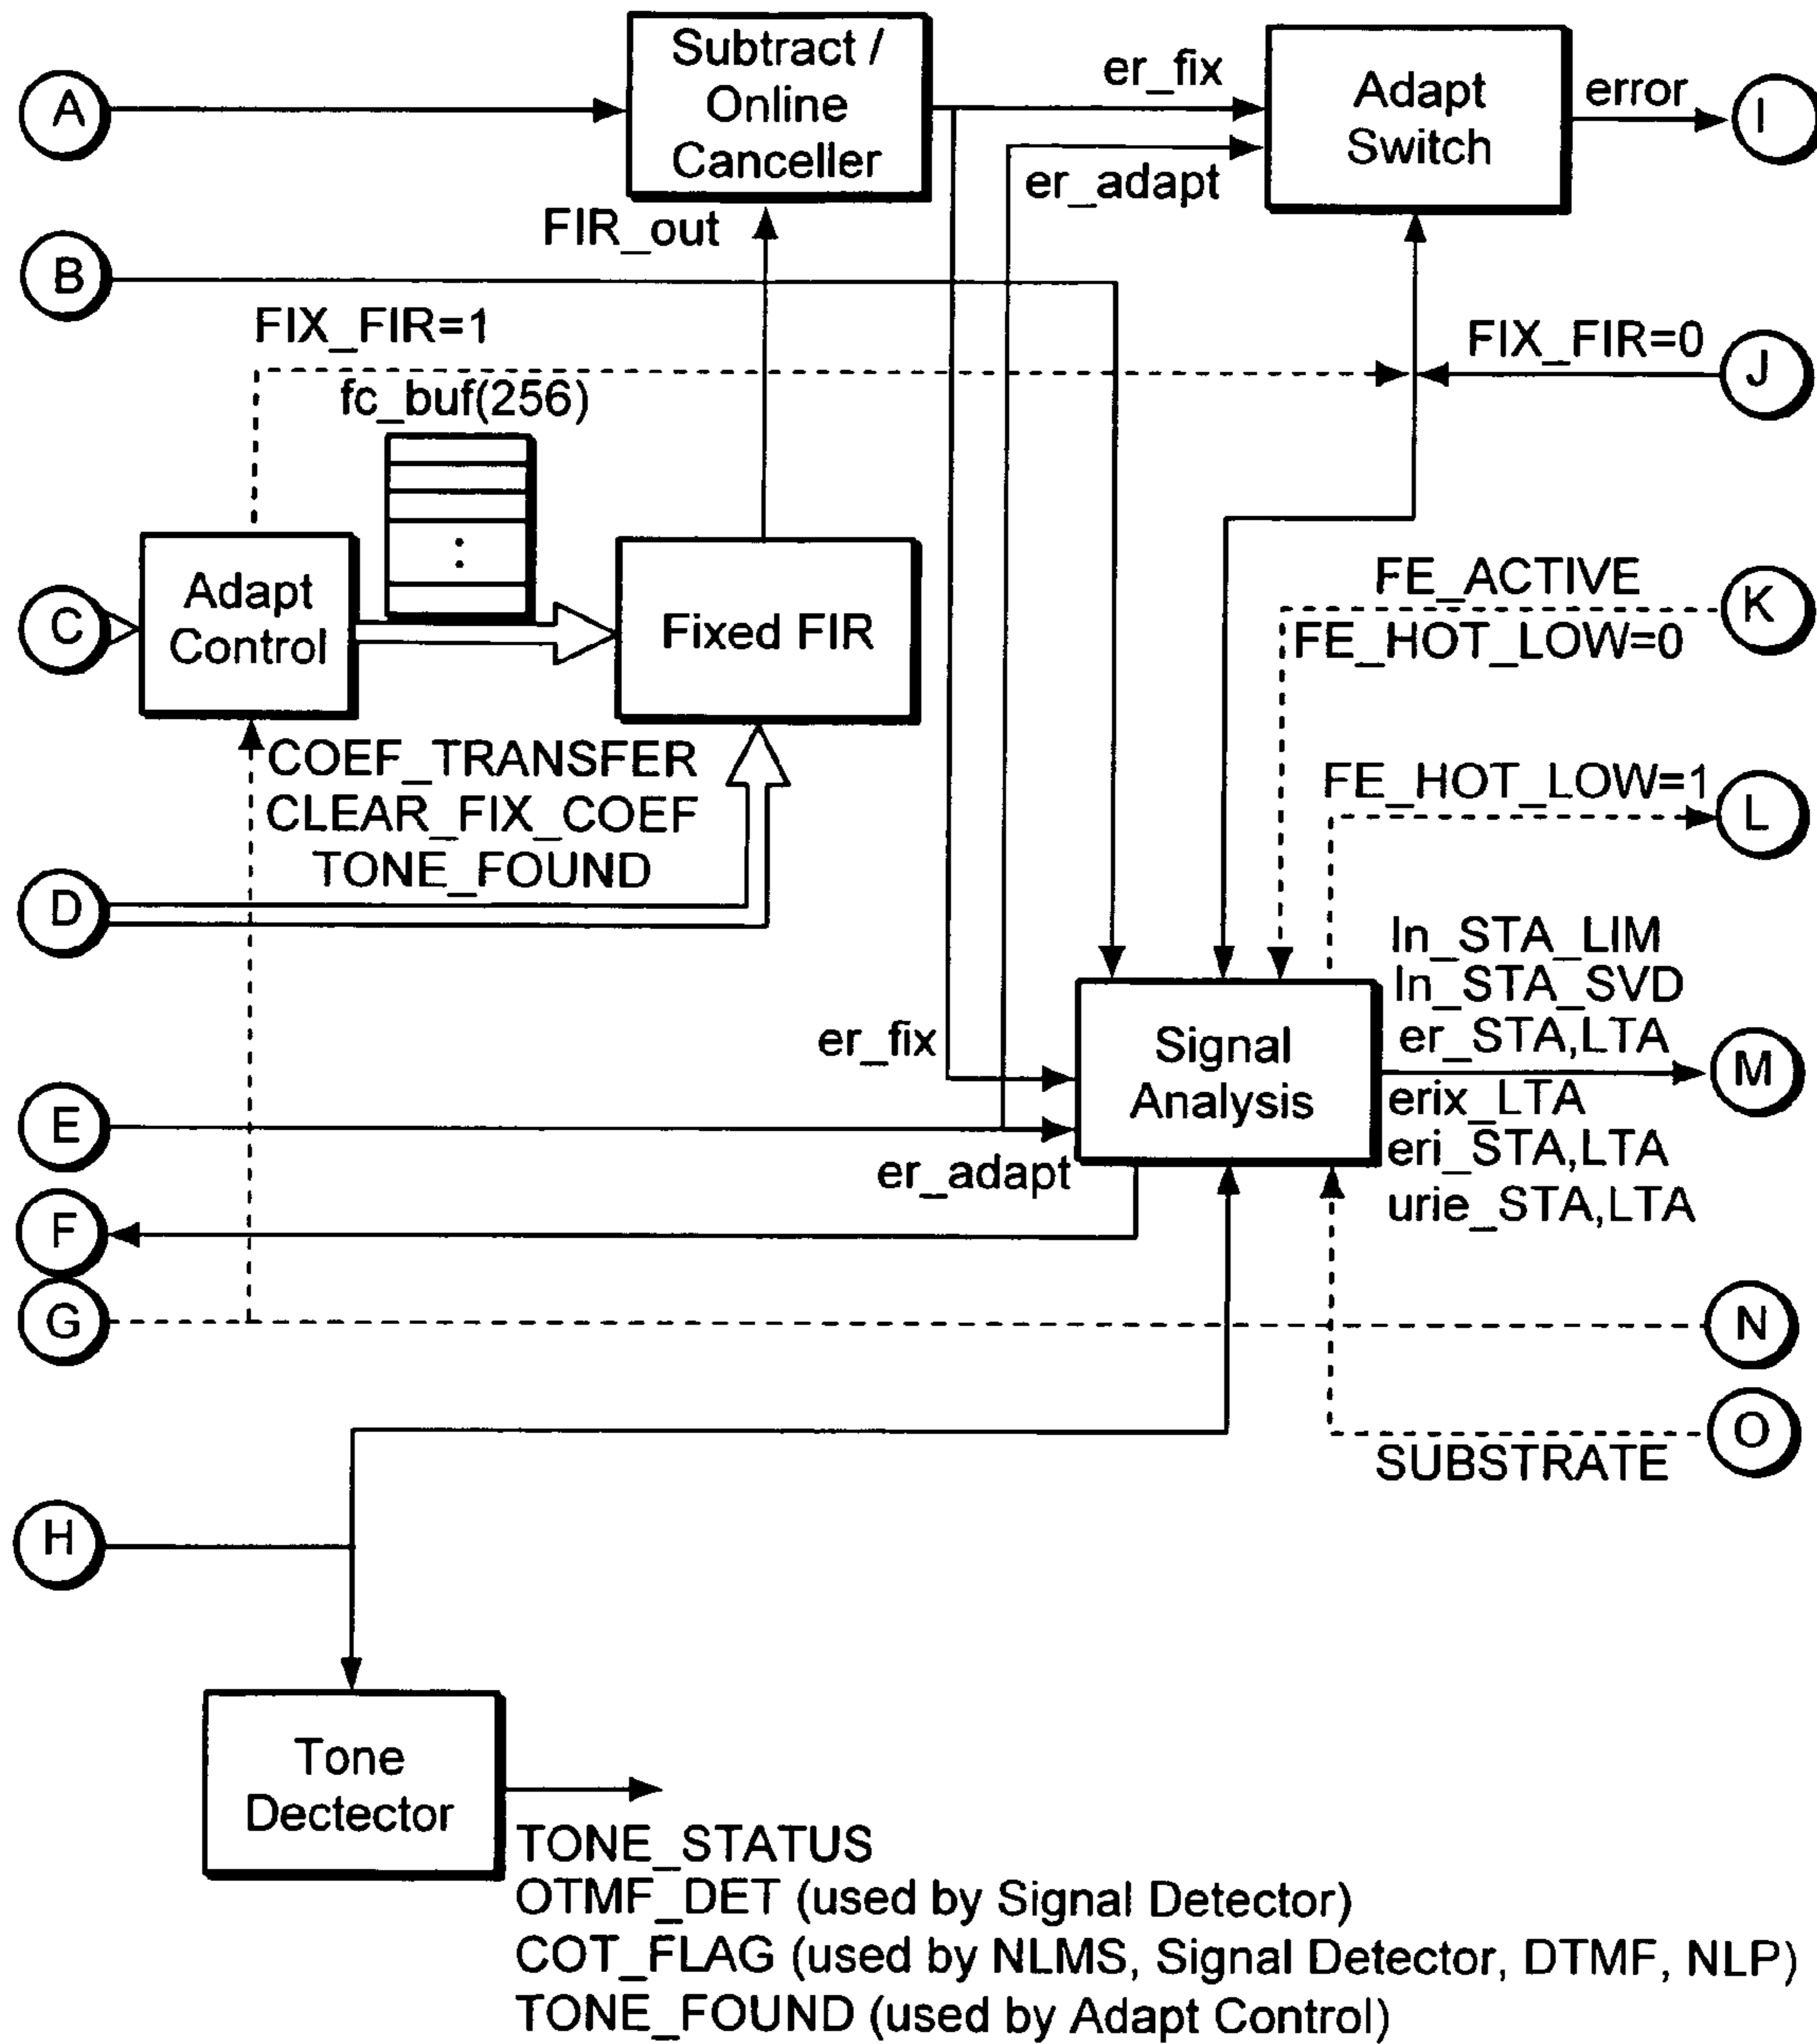 Subtract /
Online
Canceller
Adapt
Switch
A
er_fix
error
I
er_adapt
FIR_out
B
FIX_FIR=1
FIX_FIR=0
J
fc_buf(256)
C
Adapt
Control
Fixed FIR
FE_ACTIVE
K
FE_HOT_LOW=0
COEF_TRANSFER
CLEAR_FIX_COEF
TONE_FOUND
FE_HOT_LOW=1
L
D
In_STA_LIM
In_STA_SVD
er_STA,LTA
er_fix
Signal
Analysis
M
erix_LTA
eri_STA,LTA
urie_STA,LTA
E
er_adapt
F
G
N
O
SUBSTRATE
H
Tone
Dectector
TONE_STATUS
OTMF_DET (used by Signal Detector)
COT_FLAG (used by NLMS, Signal Detector, DTMF, NLP)
TONE_FOUND (used by Adapt Control)